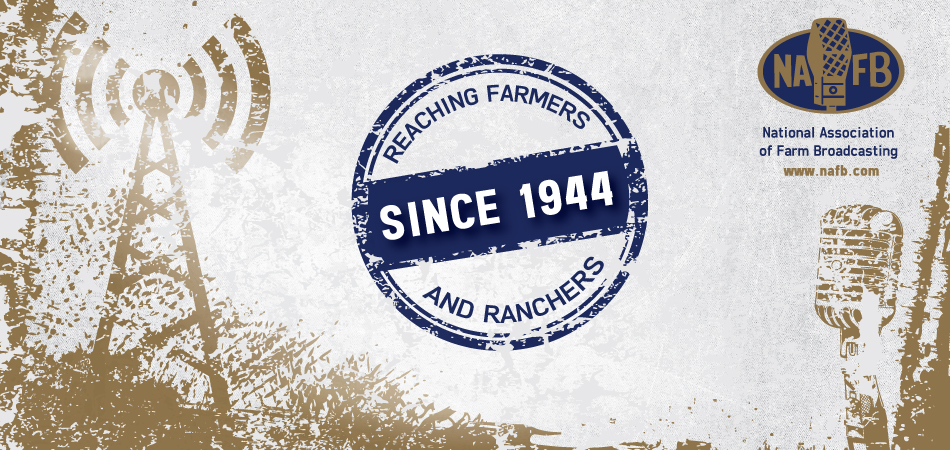 REACHING FARMERS
SINCE 1944
AND RANCHERS
NAFB
National Association
of Farm Broadcasting
www.nafb.com